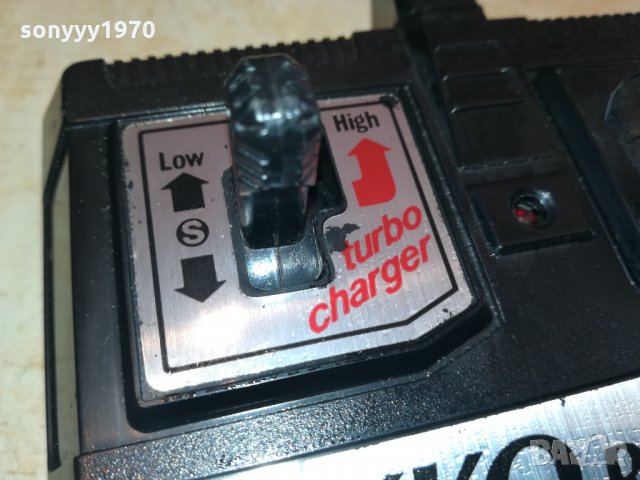 sonyyy1970
High
Low
S
turbo
charger